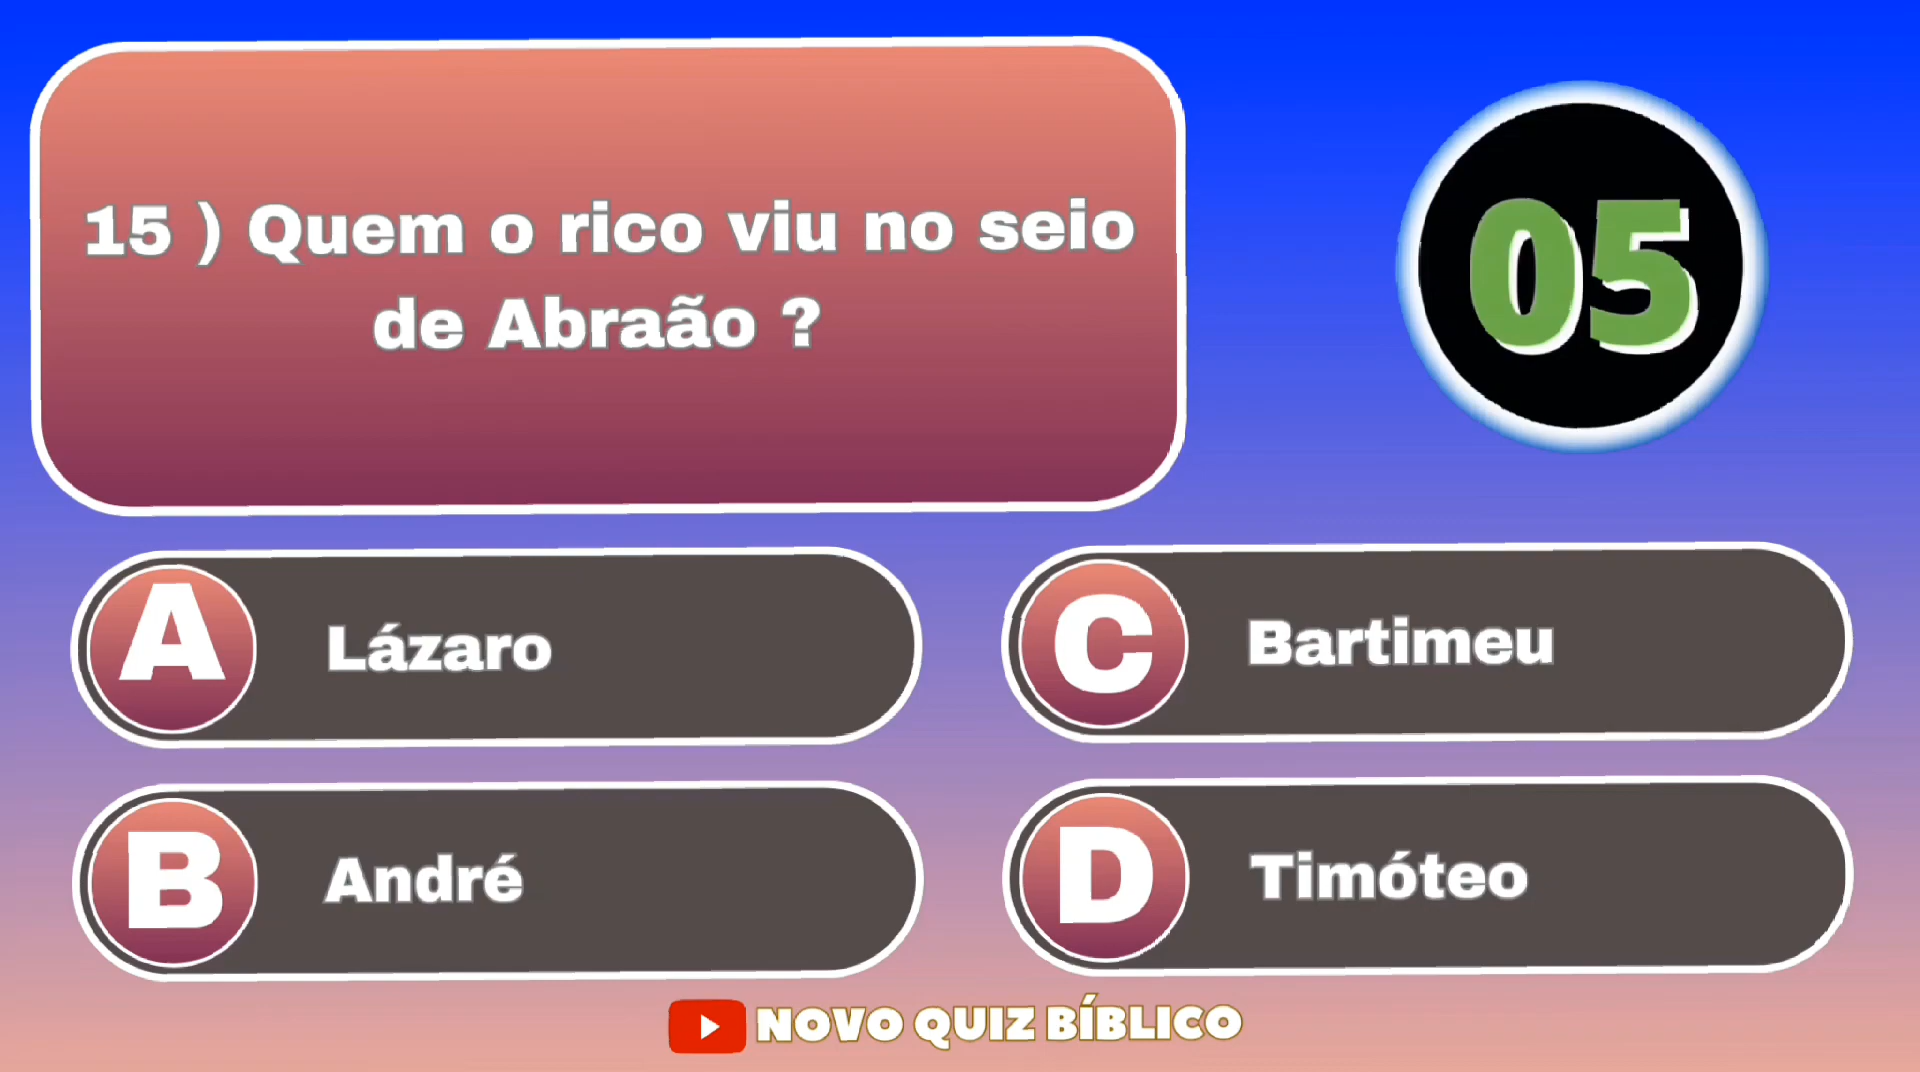 15 ) Quem o rico viu no seio
de Abraão ?
05
A Lázaro
C Bartimeu
B André
D Timóteo
NOVO QUIZ BÍBLICO